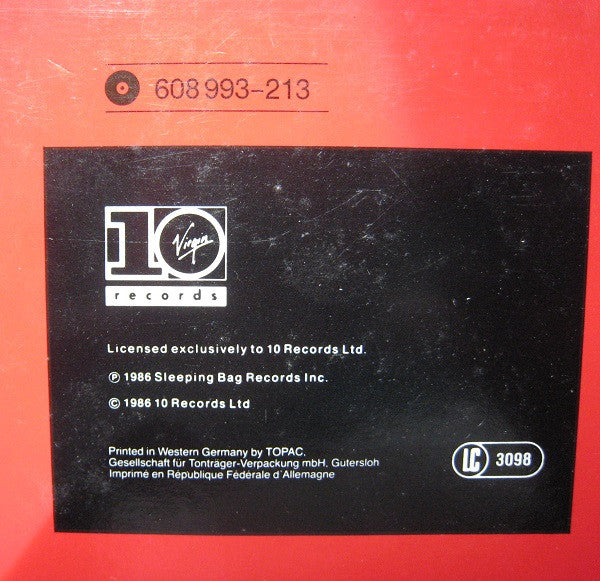 608 993-213
10
Virgin
records
Licensed exclusively to 10 Records Ltd.
Ⓟ 1986 Sleeping Bag Records Inc.
© 1986 10 Records Ltd
Printed in Western Germany by TOPAC,
Gesellschaft für Tonträger-Verpackung mbH, Gutersloh
Imprimé en République Fédérale d'Allemagne
LC 3098